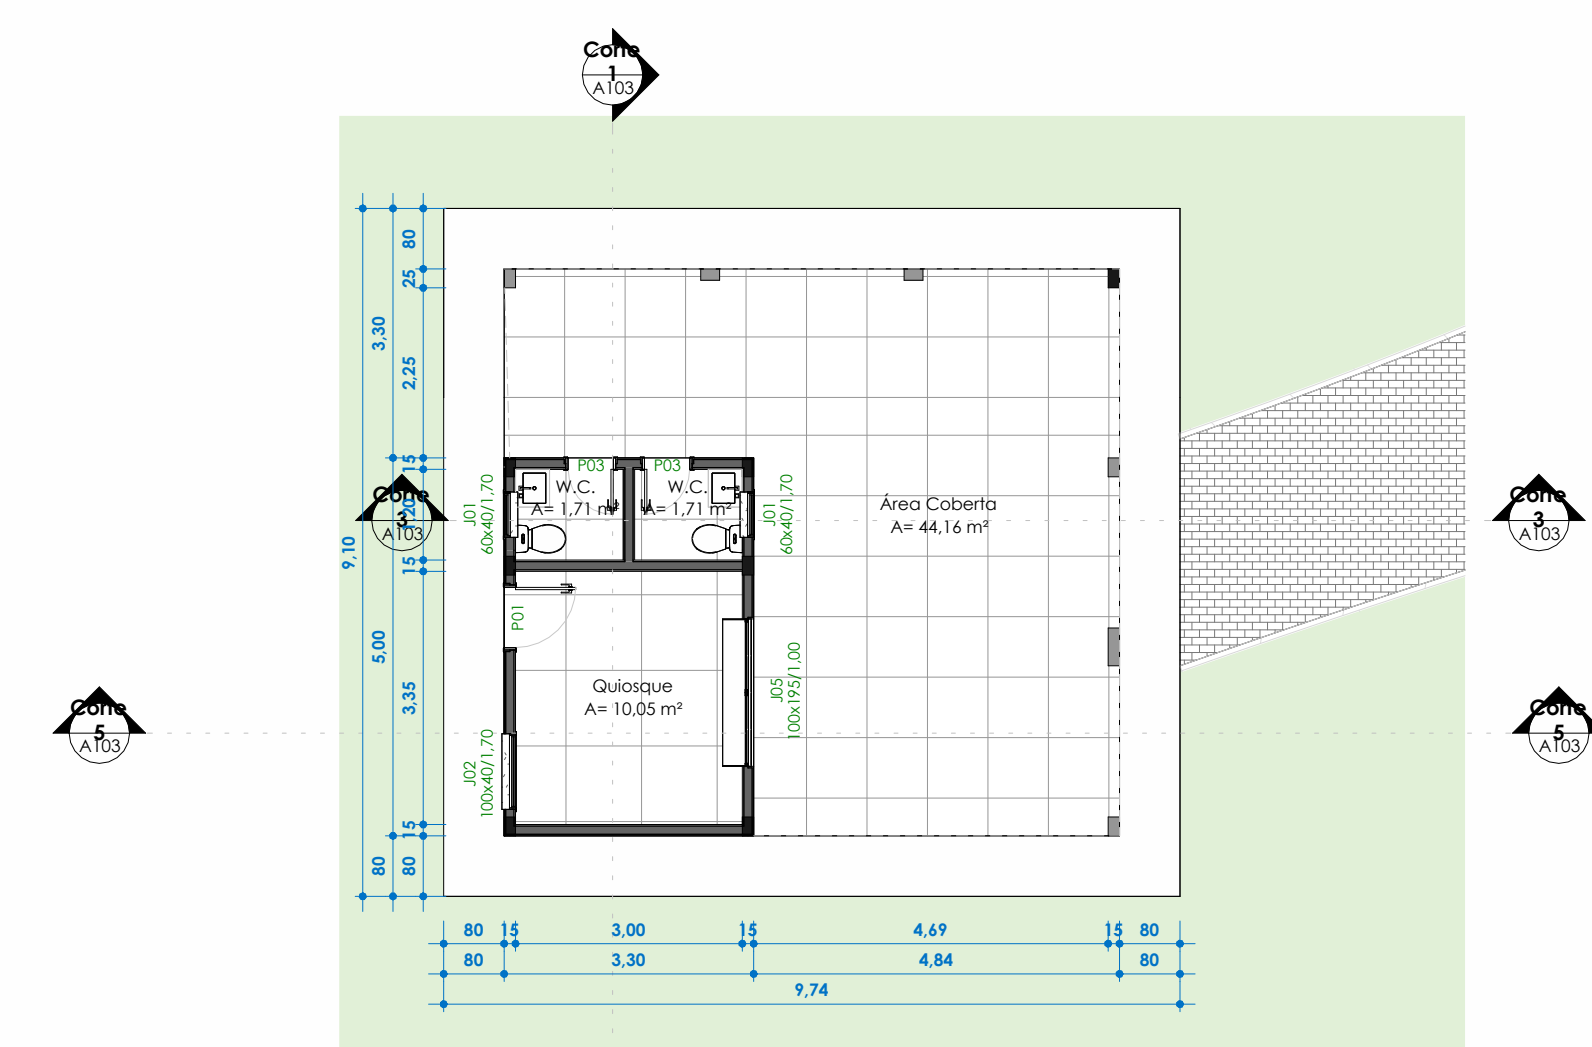 Corte
1
A103
80
25
3,30
2,25
15
1,20
15
9,10
5,00
3,35
15
80
80
Corte
3
A103
Corte
3
A103
Corte
5
A103
Corte
5
A103
P03
P03
W.C.
A= 1,71 m²
W.C.
A= 1,71 m²
J01
60x40/1,70
J01
60x40/1,70
Área Coberta
A= 44,16 m²
P01
Quiosque
A= 10,05 m²
J05
100x195/1,00
J02
100x40/1,70
80 15 3,00 15 4,69 15 80
80 3,30 4,84 80
9,74